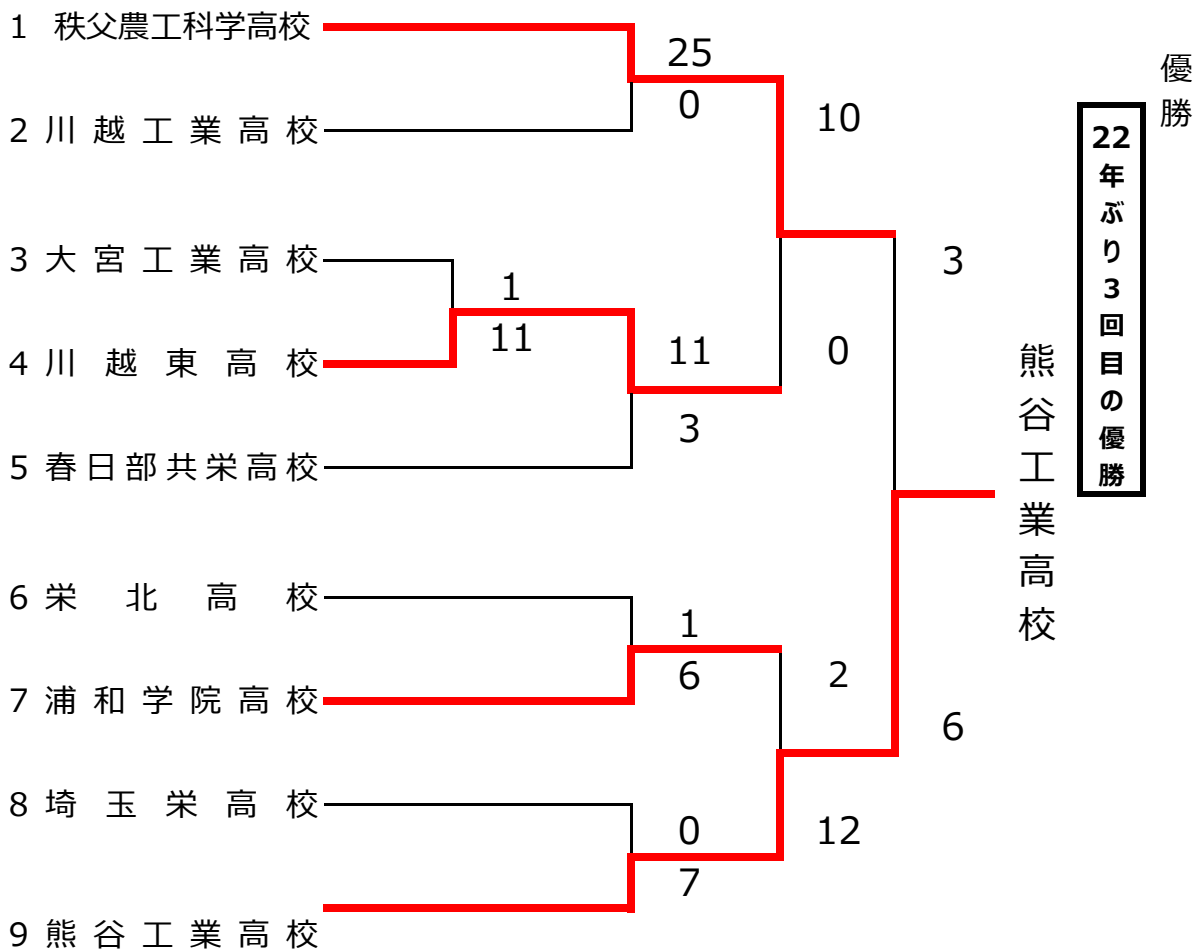 1 秩父農工科学高校
25
0
2 川越工業高校
10
3 大宮工業高校
1
11
4 川越東高校
11
3
0
5 春日部共栄高校
3
6 栄北高校
1
6
7 浦和学院高校
2
8 埼玉栄高校
0
7
12
9 熊谷工業高校
6
熊谷工業高校
22年ぶり3回目の優勝
優勝